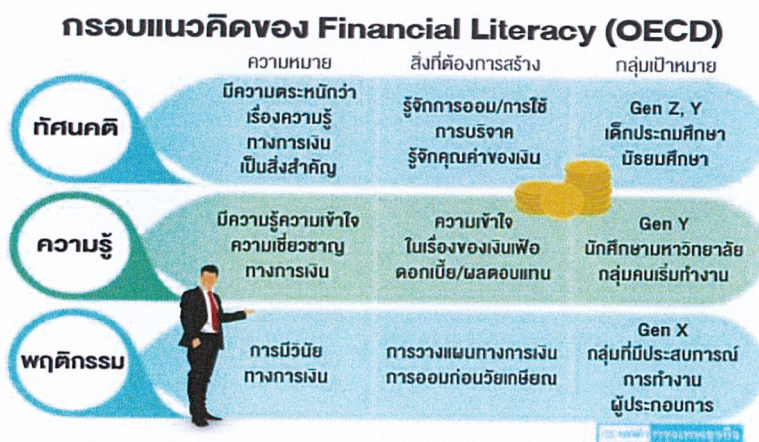 กรอบแนวคิดของ Financial Literacy (OECD)
ความหมาย
สิ่งที่ต้องการสร้าง
กลุ่มเป้าหมาย
ทัศนคติ
มีความตระหนักว่า
เรื่องความรู้
ทางการเงิน
เป็นสิ่งสำคัญ
รู้จักการออม/การใช้
การบริจาค
รู้จักคุณค่าของเงิน
Gen Z, Y
เด็กประถมศึกษา
มัธยมศึกษา
ความรู้
มีความรู้ความเข้าใจ
ความเชี่ยวชาญ
ทางการเงิน
ความเข้าใจ
ในเรื่องของเงินเฟ้อ
ดอกเบี้ย/ผลตอบแทน
Gen Y
นักศึกษามหาวิทยาลัย
กลุ่มคนเริ่มทำงาน
พฤติกรรม
การมีวินัย
ทางการเงิน
การวางแผนทางการเงิน
การออมก่อนวัยเกษียณ
Gen X
กลุ่มที่มีประสบการณ์
การทำงาน
ผู้ประกอบการ